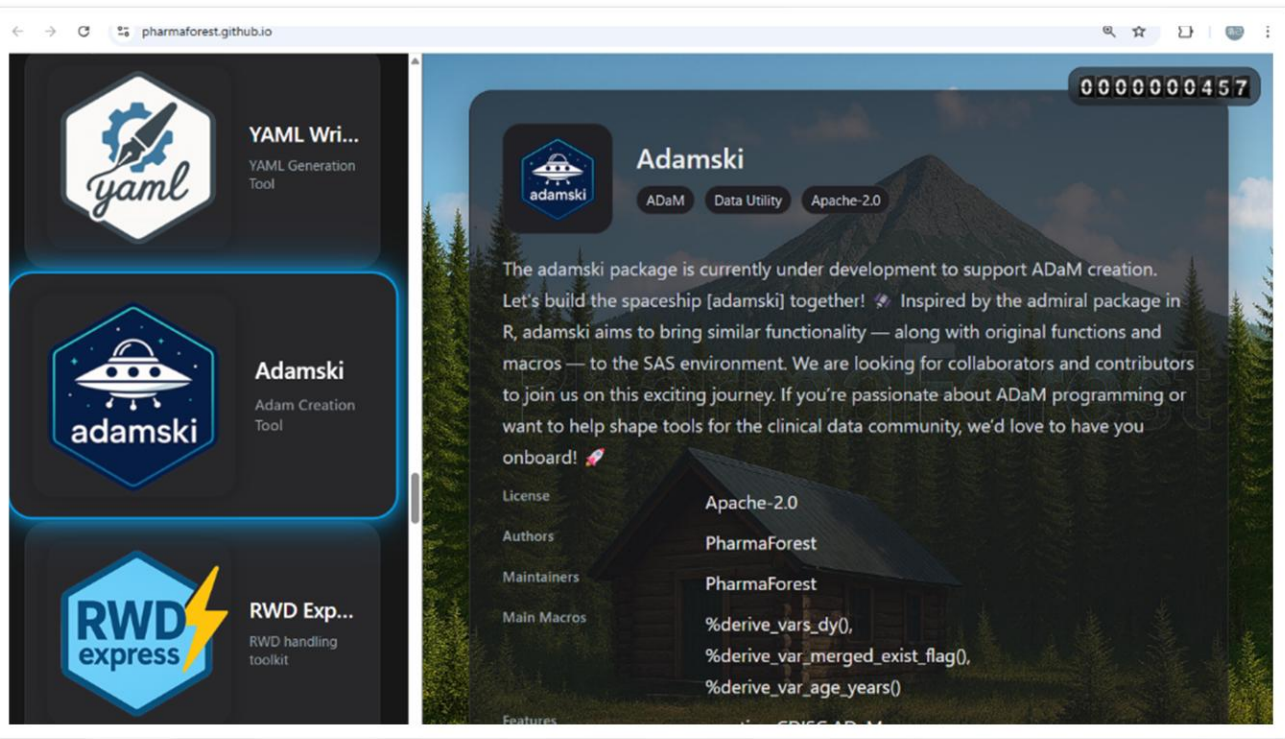 pharmaforest.github.io
0000000457
yaml
YAML Wri...
YAML Generation
Tool
adamski
Adamski
Adam Creation
Tool
RWD
express
RWD Exp...
RWD handling
toolkit
adamski
Adamski
ADaM
Data Utility
Apache-2.0
The adamski package is currently under development to support ADaM creation.
Let's build the spaceship [adamski] together! 🚀 Inspired by the admiral package in
R, adamski aims to bring similar functionality — along with original functions and
macros — to the SAS environment. We are looking for collaborators and contributors
to join us on this exciting journey. If you're passionate about ADaM programming or
want to help shape tools for the clinical data community, we'd love to have you
onboard! 🚀
License
Apache-2.0
Authors
PharmaForest
Maintainers
PharmaForest
Main Macros
%derive_vars_dy(),
%derive_var_merged_exist_flag(),
%derive_var_age_years()
Features